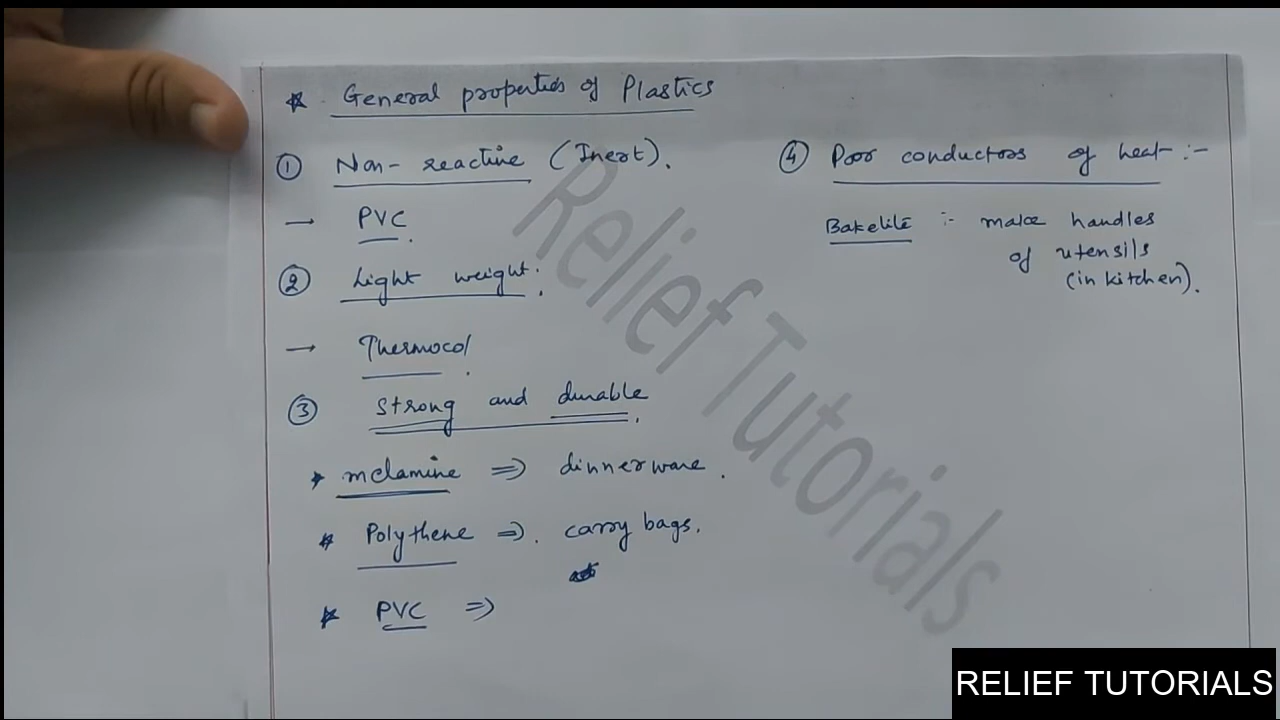 * General properties of Plastics
① Non-reactive (Inert).
→ PVC.
② Light weight:
→ Thermocol.
③ Strong and durable.
* melamine ⇒ dinnerware.
* Polythene ⇒. carry bags.
* PVC ⇒
④ Poor conductors of heat :-
Bakelite :- make handles
of utensils
(in kitchen).
Relief Tutorials
RELIEF TUTORIALS